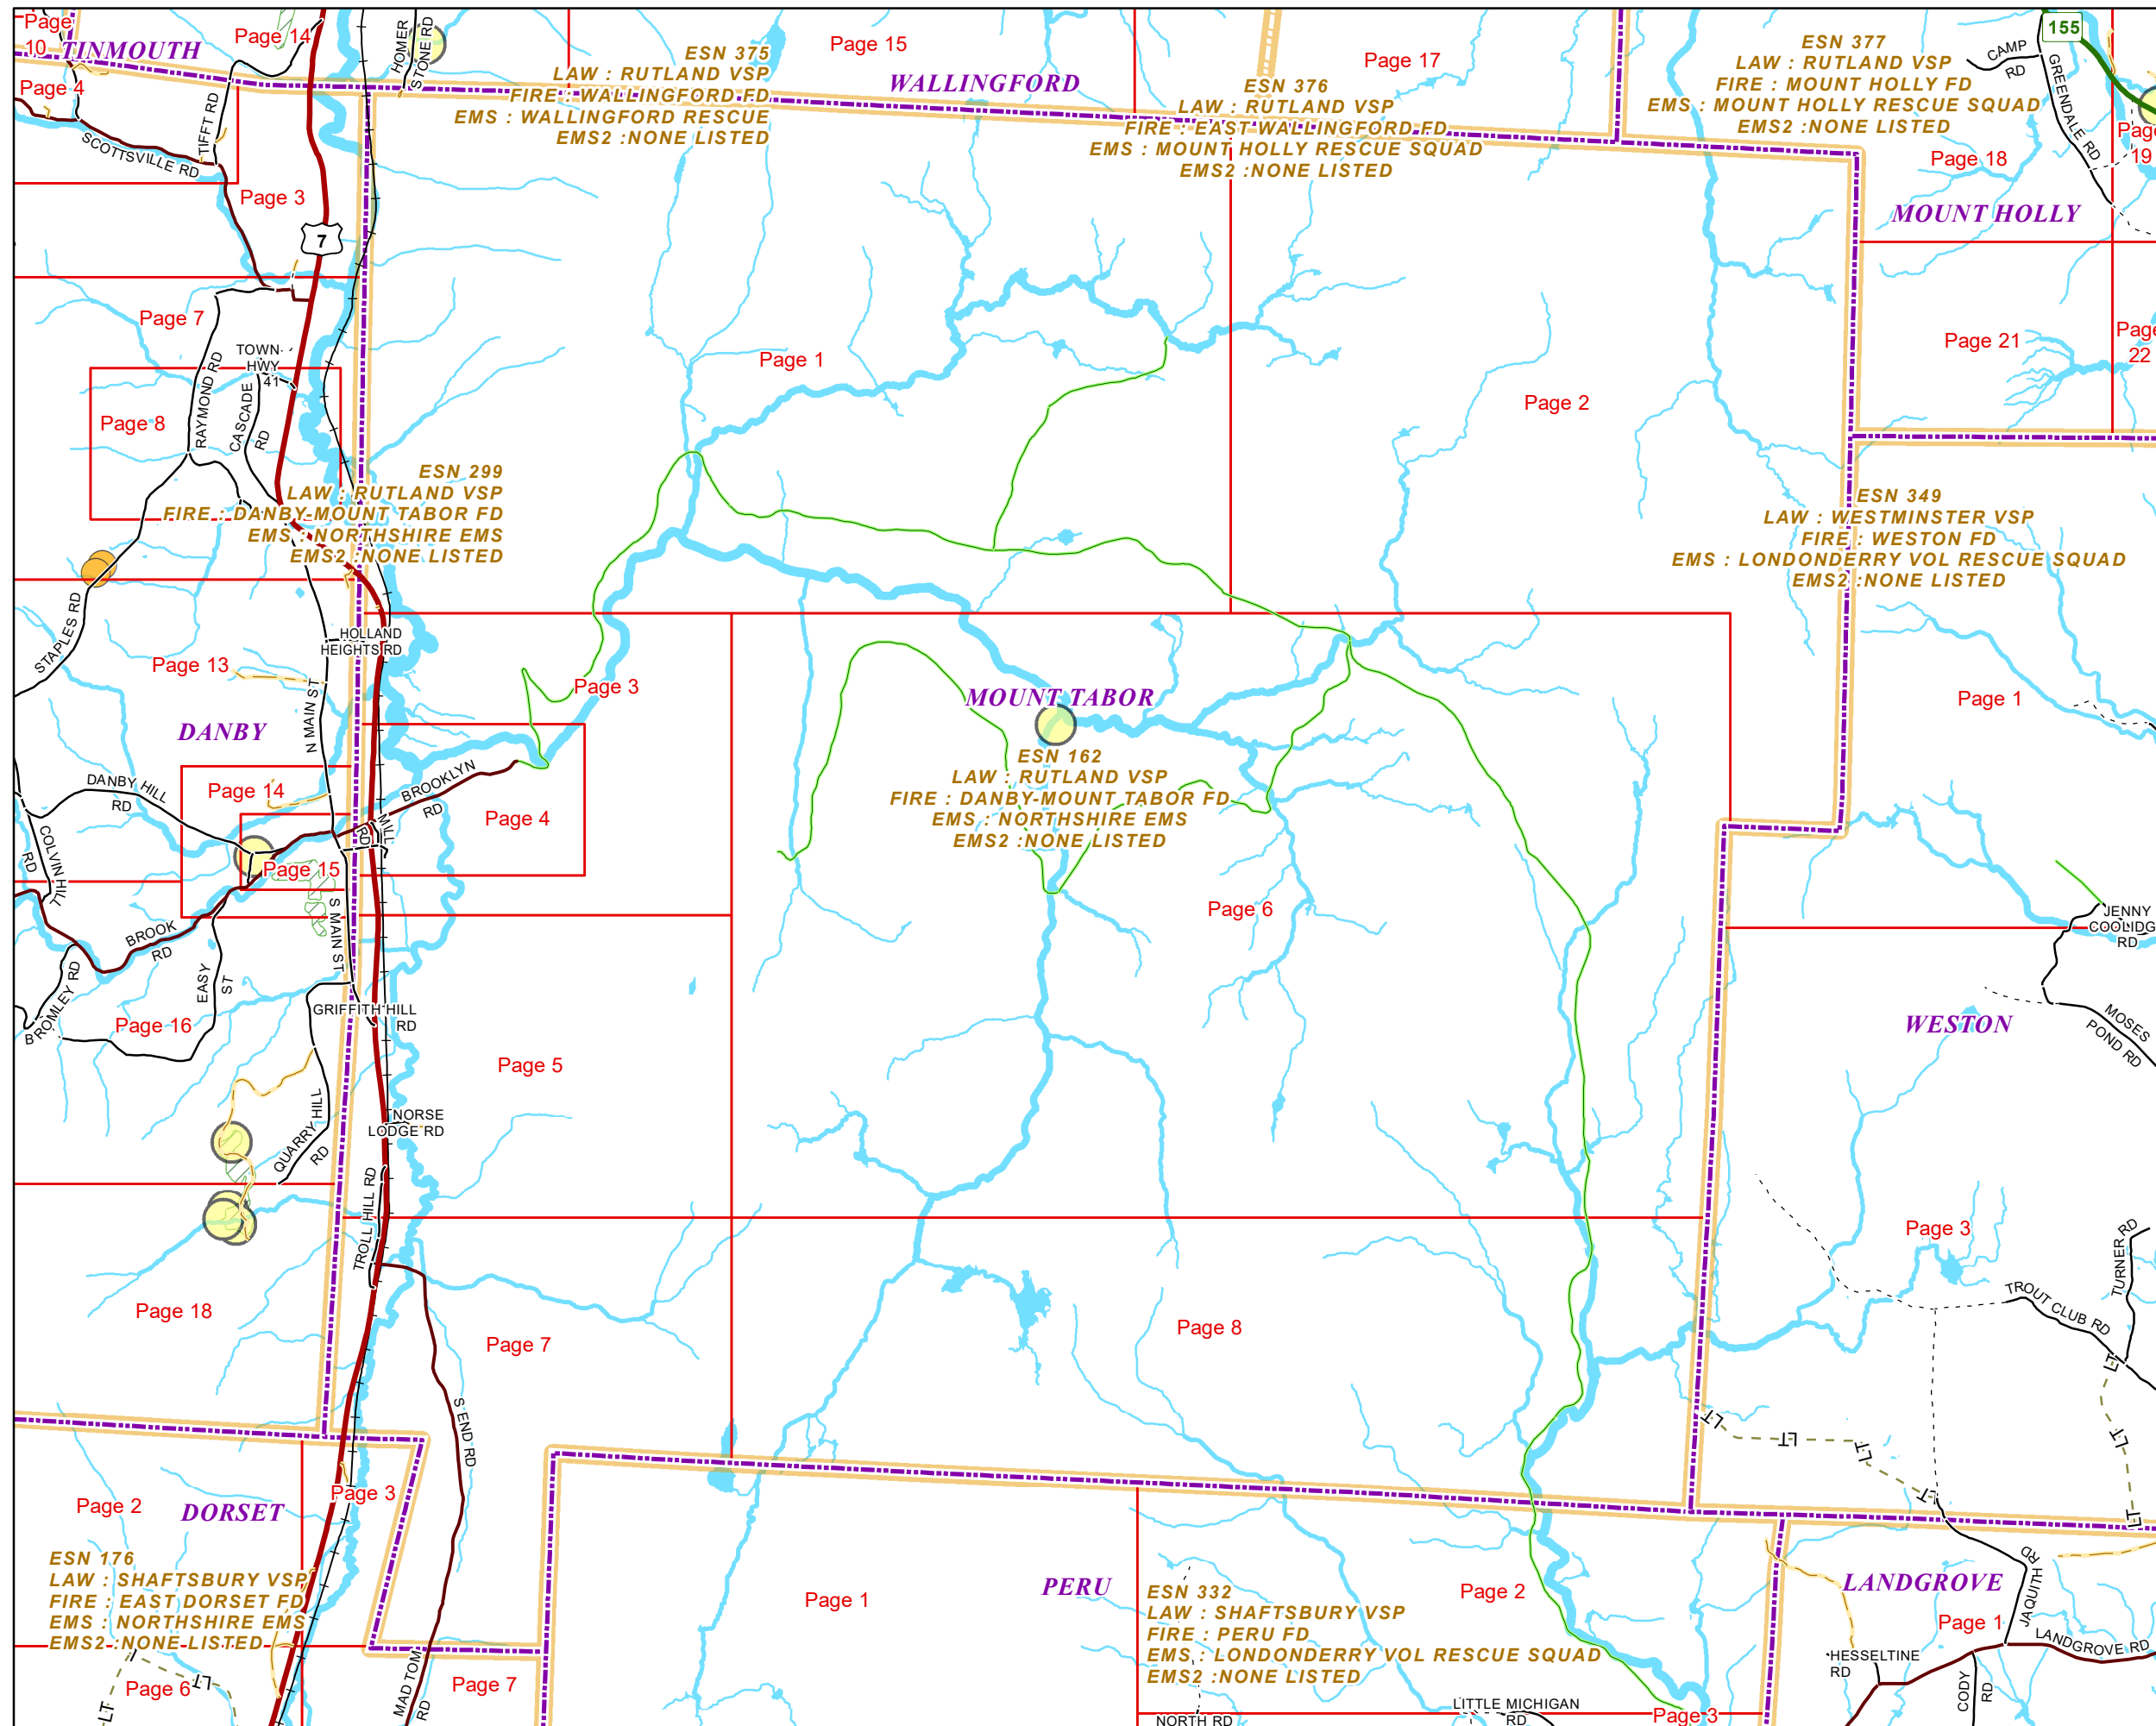 Page
10
TINMOUTH
Page 14
HOMER
STONE RD
Page 15
WALLINGFORD
Page 17
155
CAMP
RD
GREENDALE RD
Page 4
TIFFT RD
SCOTTSVILLE RD
Page 3
ESN 375
LAW : RUTLAND VSP
FIRE : WALLINGFORD FD
EMS : WALLINGFORD RESCUE
EMS2 :NONE LISTED
ESN 376
LAW : RUTLAND VSP
FIRE : EAST WALLINGFORD FD
EMS : MOUNT HOLLY RESCUE SQUAD
EMS2 :NONE LISTED
ESN 377
LAW : RUTLAND VSP
FIRE : MOUNT HOLLY FD
EMS : MOUNT HOLLY RESCUE SQUAD
EMS2 :NONE LISTED
Page 18
Pag
19
MOUNT HOLLY
7
Page 7
TOWN
HWY
41
RAYMOND RD
CASCADE
RD
Page 8
Page 1
Page 2
Page 21
Page
22
ESN 299
LAW : RUTLAND VSP
FIRE : DANBY-MOUNT TABOR FD
EMS : NORTHSHIRE EMS
EMS2 :NONE LISTED
ESN 349
LAW : WESTMINSTER VSP
FIRE : WESTON FD
EMS : LONDONDERRY VOL RESCUE SQUAD
EMS2 :NONE LISTED
STAPLES RD
HOLLAND
HEIGHTS RD
Page 13
N MAIN ST
Page 3
MOUNT TABOR
Page 1
DANBY
ESN 162
LAW : RUTLAND VSP
FIRE : DANBY-MOUNT TABOR FD
EMS : NORTHSHIRE EMS
EMS2 :NONE LISTED
DANBY HILL
RD
Page 14
BROOKLYN
RD
Page 4
MILL
RD
COLVIN HILL
RD
Page 15
S MAIN ST
Page 6
JENNY
COOLIDG
RD
BROOK
RD
EASY
ST
BROMLEY RD
Page 16
GRIFFITH HILL
RD
WESTON
MOSES
POND RD
Page 5
NORSE
LODGE RD
QUARRY HILL
RD
TROLL HILL RD
Page 3
TURNER RD
TROUT CLUB RD
Page 18
Page 7
Page 8
S END RD
LT
LT
LT
LT
LT
LT
LT
Page 2
DORSET
Page 3
ESN 176
LAW : SHAFTSBURY VSP
FIRE : EAST DORSET FD
EMS : NORTHSHIRE EMS
EMS2 :NONE LISTED
Page 1
PERU
ESN 332
LAW : SHAFTSBURY VSP
FIRE : PERU FD
EMS : LONDONDERRY VOL RESCUE SQUAD
EMS2 :NONE LISTED
Page 2
LANDGROVE
Page 1
JAQUITH RD
LANDGROVE RD
HESSELTINE
RD
CODY
RD
Page 6
LT
LT
MAD TOM
RD
Page 7
NORTH RD
LITTLE MICHIGAN
RD
Page 3